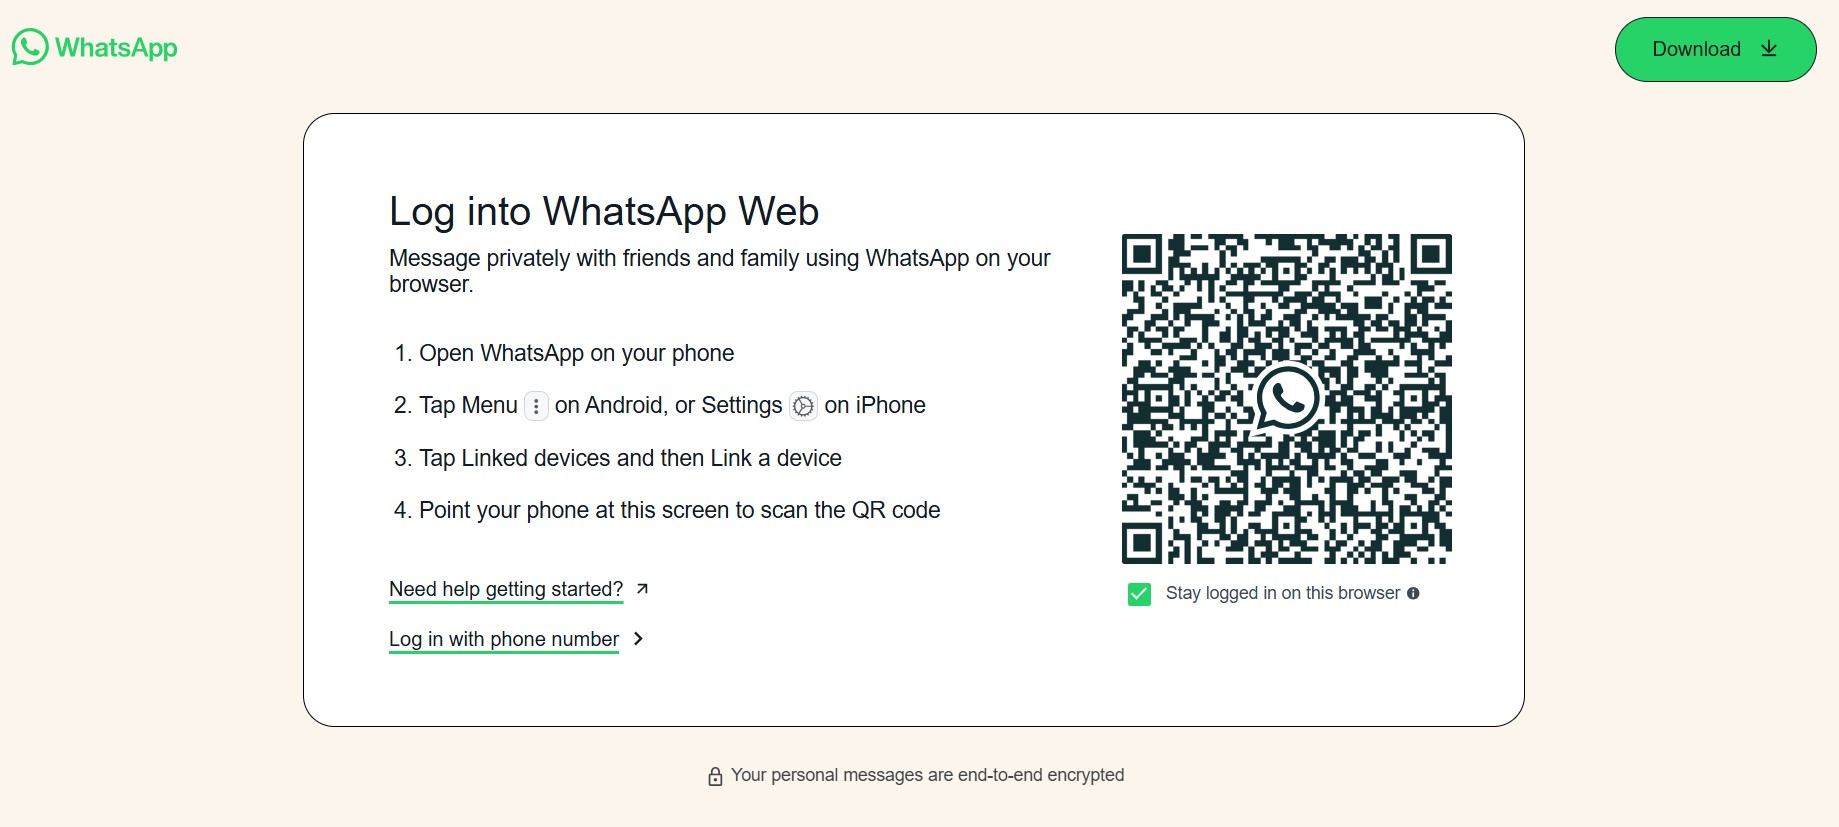 WhatsApp
Download
Log into WhatsApp Web
Message privately with friends and family using WhatsApp on your
browser.
1. Open WhatsApp on your phone
2. Tap Menu on Android, or Settings on iPhone
3. Tap Linked devices and then Link a device
4. Point your phone at this screen to scan the QR code
Need help getting started?
Log in with phone number
Stay logged in on this browser
Your personal messages are end-to-end encrypted